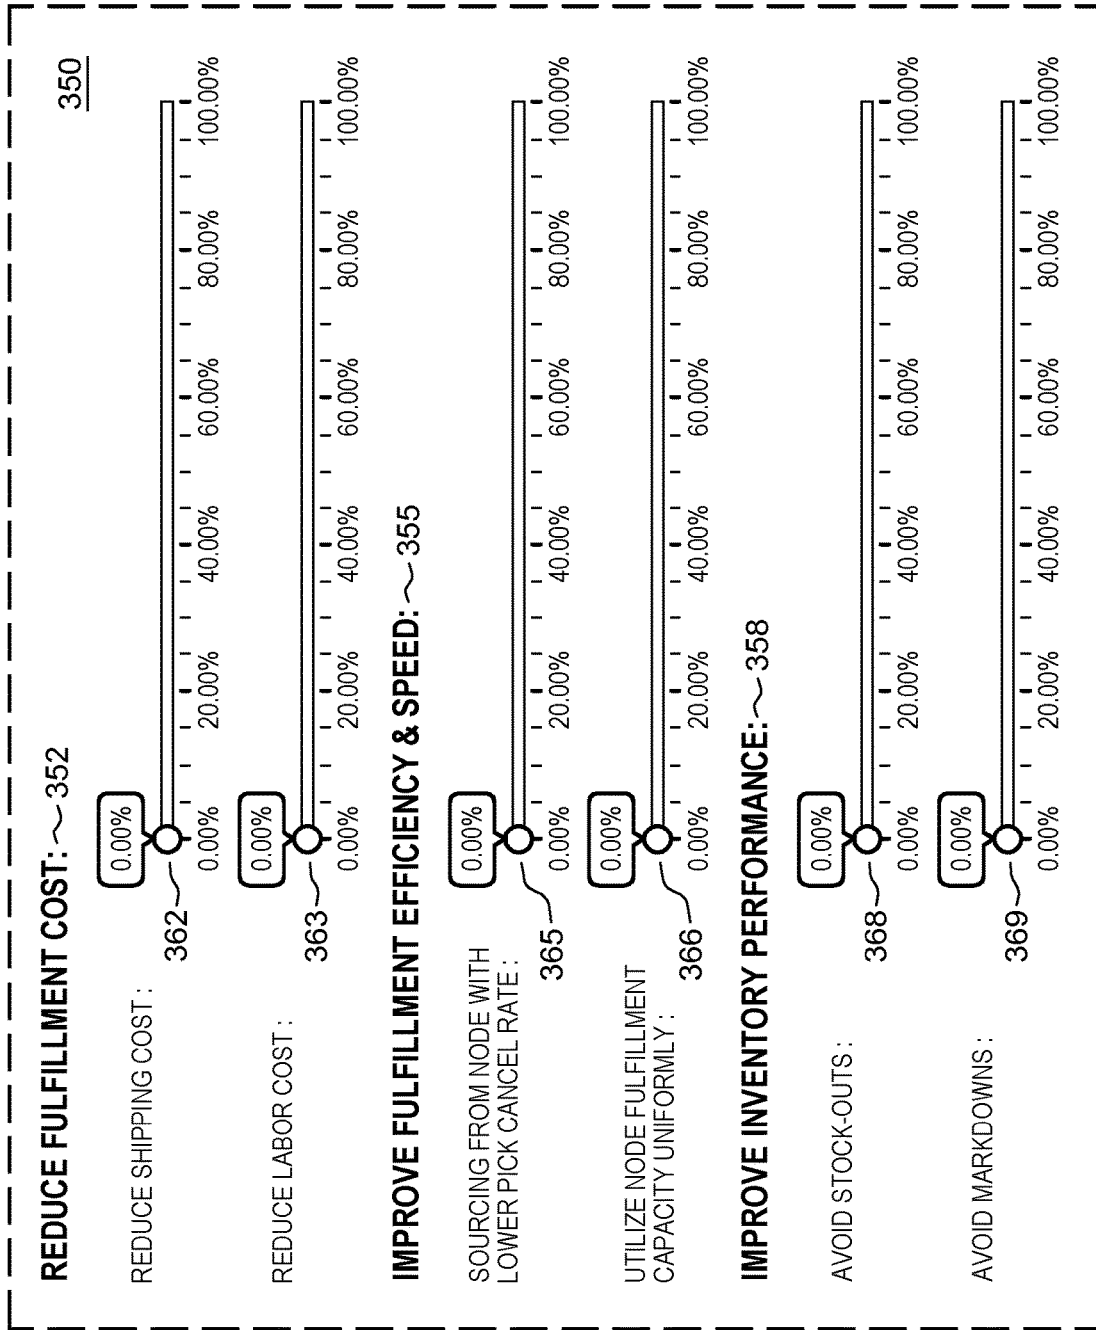 350
REDUCE FULFILLMENT COST: 352
REDUCE SHIPPING COST :
362
0.00%
0.00% 20.00% 40.00% 60.00% 80.00% 100.00%
REDUCE LABOR COST :
363
0.00%
0.00% 20.00% 40.00% 60.00% 80.00% 100.00%
IMPROVE FULFILLMENT EFFICIENCY & SPEED: 355
SOURCING FROM NODE WITH
LOWER PICK CANCEL RATE :
365
0.00%
0.00% 20.00% 40.00% 60.00% 80.00% 100.00%
UTILIZE NODE FULFILLMENT
CAPACITY UNIFORMLY :
366
0.00%
0.00% 20.00% 40.00% 60.00% 80.00% 100.00%
IMPROVE INVENTORY PERFORMANCE: 358
AVOID STOCK-OUTS :
368
0.00%
0.00% 20.00% 40.00% 60.00% 80.00% 100.00%
AVOID MARKDOWNS :
369
0.00%
0.00% 20.00% 40.00% 60.00% 80.00% 100.00%